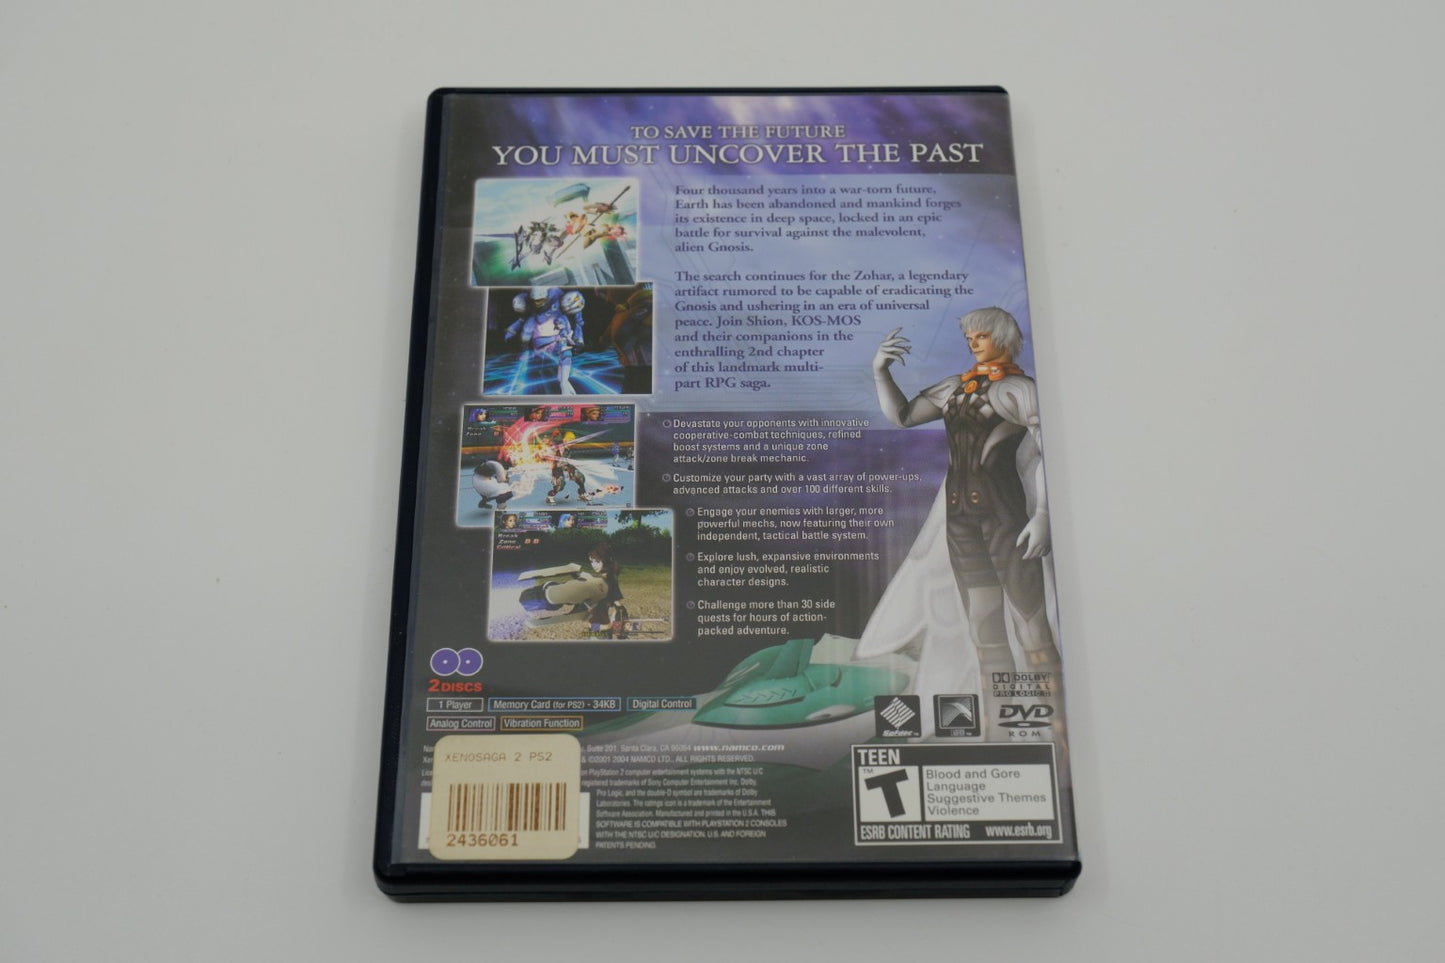 TO SAVE THE FUTURE
YOU MUST UNCOVER THE PAST
Four thousand years into a war-torn future,
Earth has been abandoned and mankind forges
its existence in deep space, locked in an epic
battle for survival against the malevolent,
alien Gnosis.
The search continues for the Zohar, a legendary
artifact rumored to be capable of eradicating the
Gnosis and ushering in an era of universal
peace. Join Shion, KOS-MOS
and their companions in the
enthralling 2nd chapter
of this landmark multi-
part RPG saga.
Devastate your opponents with innovative
cooperative-combat techniques, refined
boost systems and a unique zone
attack/zone break mechanic.
Customize your party with a vast array of power-ups,
advanced attacks and over 100 different skills.
Engage your enemies with larger, more
powerful mechs, now featuring their own
independent, tactical battle system.
Explore lush, expansive environments
and enjoy evolved, realistic
character designs.
Challenge more than 30 side
quests for hours of action-
packed adventure.
Break
Zone B
Break
Zone B B
Critical
2 DISCS
1 Player
Memory Card (for PS2) - 34KB
Digital Control
Analog Control
Vibration Function
DOLBY
DIGITAL
PRO LOGIC II
DVD
ROM
Suite 201, Santa Clara, CA 95054 www.namco.com
©2001 2004 NAMCO LTD., ALL RIGHTS RESERVED.
PlayStation 2 computer entertainment systems with the NTSC U/C
registered trademarks of Sony Computer Entertainment Inc. Dolby,
Pro Logic, and the double-D symbol are trademarks of Dolby
Laboratories. The ratings icon is a trademark of the Entertainment
Software Association. Manufactured and printed in the U.S.A. THIS
SOFTWARE IS COMPATIBLE WITH PLAYSTATION 2 CONSOLES
WITH THE NTSC U/C DESIGNATION. U.S. AND FOREIGN
PATENTS PENDING.
XENOSAGA 2 PS2
2436061
TEEN
T
TM
Blood and Gore
Language
Suggestive Themes
Violence
ESRB CONTENT RATING www.esrb.org